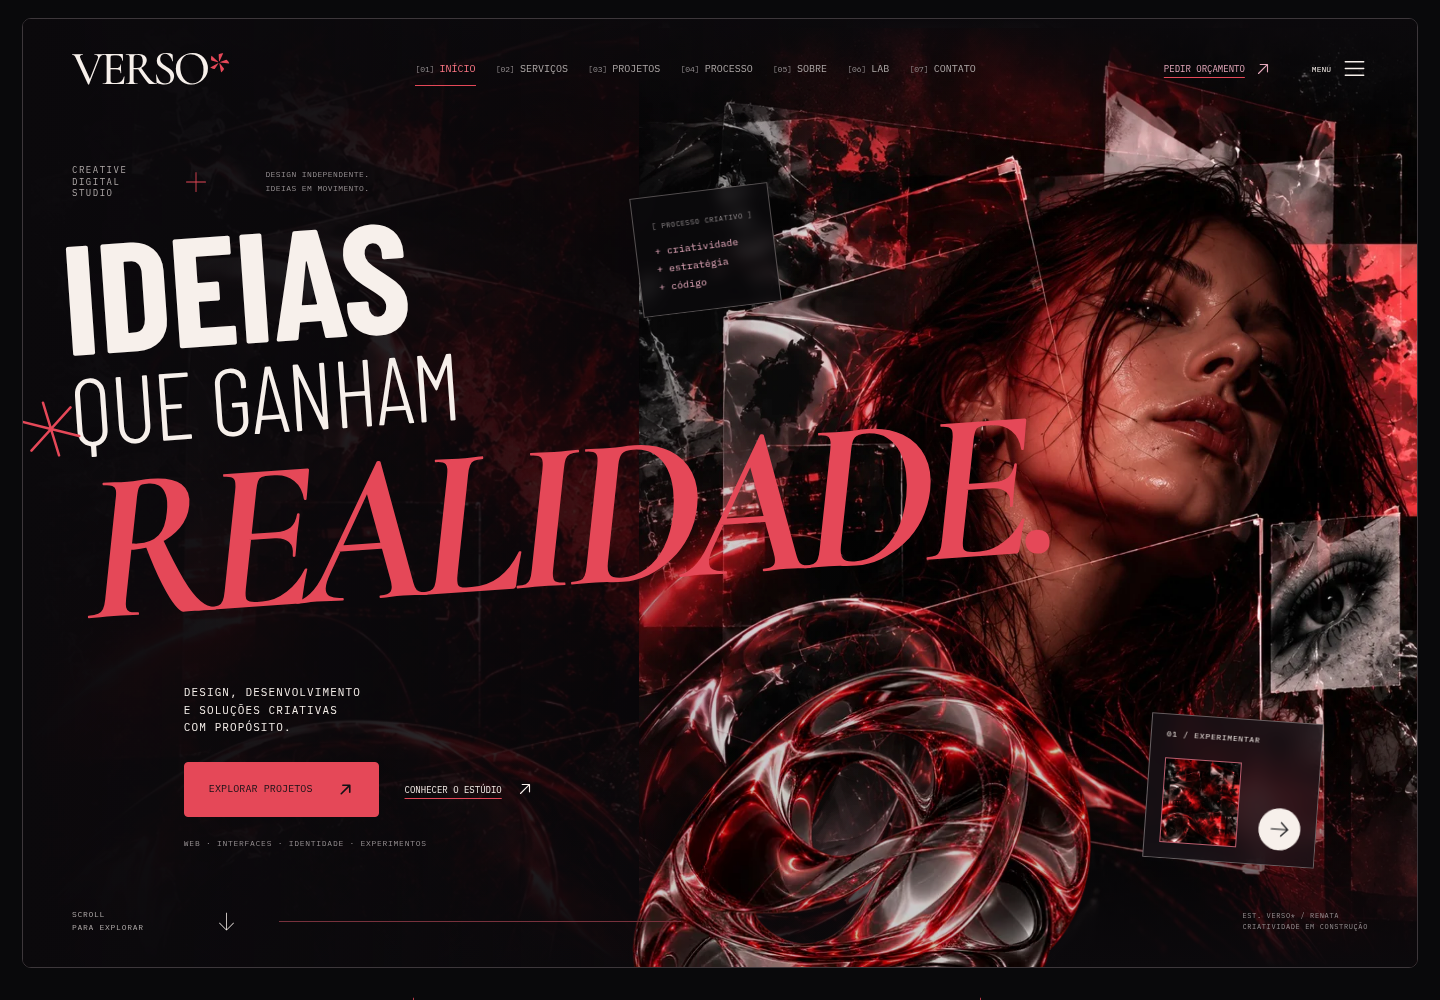 VERSO*
[01] INÍCIO [02] SERVIÇOS [03] PROJETOS [04] PROCESSO [05] SOBRE [06] LAB [07] CONTATO
PEDIR ORÇAMENTO
MENU
CREATIVE
DIGITAL
STUDIO
DESIGN INDEPENDENTE.
IDEIAS EM MOVIMENTO.
[ PROCESSO CRIATIVO ]
+ criatividade
+ estratégia
+ código
IDEIAS
QUE GANHAM
REALIDADE.
DESIGN, DESENVOLVIMENTO
E SOLUÇÕES CRIATIVAS
COM PROPÓSITO.
EXPLORAR PROJETOS
CONHECER O ESTÚDIO
WEB · INTERFACES · IDENTIDADE · EXPERIMENTOS
01 / EXPERIMENTAR
SCROLL
PARA EXPLORAR
EST. VERSO* / RENATA
CRIATIVIDADE EM CONSTRUÇÃO